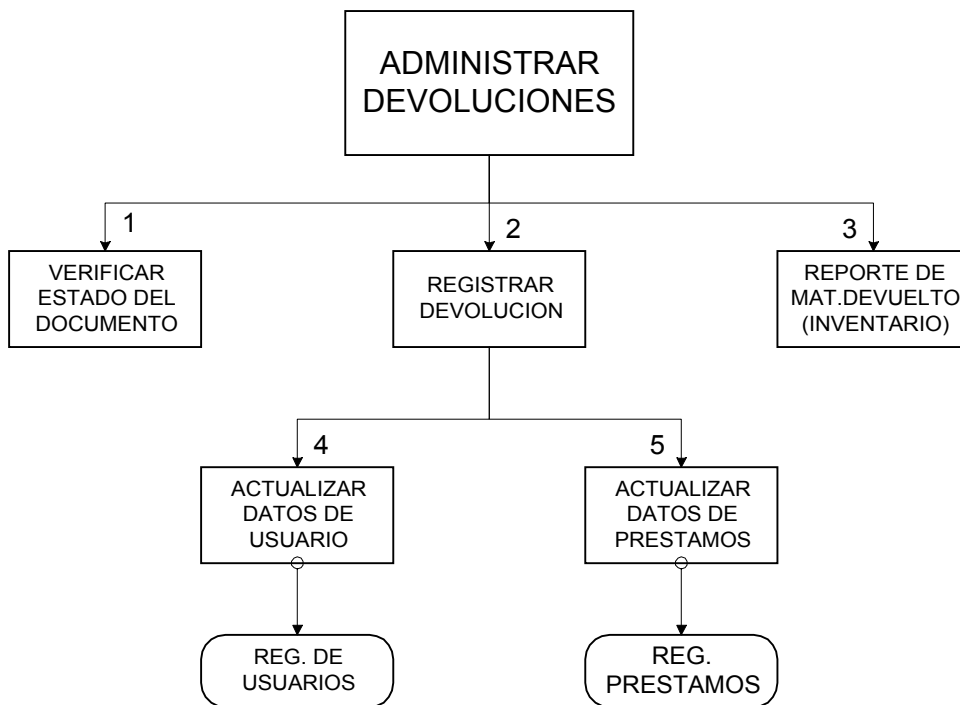 ADMINISTRAR
DEVOLUCIONES
1
2
3
VERIFICAR
ESTADO DEL
DOCUMENTO
REGISTRAR
DEVOLUCION
REPORTE DE
MAT.DEVUELTO
(INVENTARIO)
4
5
ACTUALIZAR
DATOS DE
USUARIO
ACTUALIZAR
DATOS DE
PRESTAMOS
REG. DE
USUARIOS
REG.
PRESTAMOS